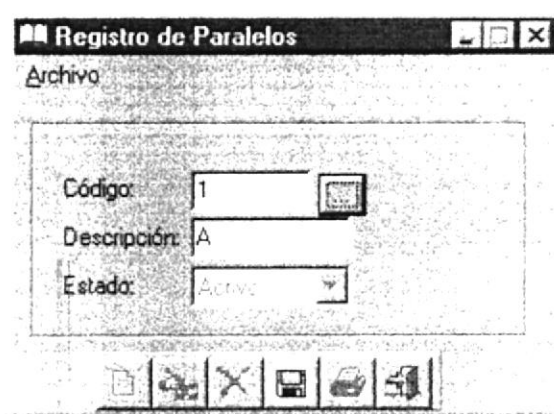 Registro de Paralelos
Archivo
Código: 1
Descripción: A
Estado: Activo